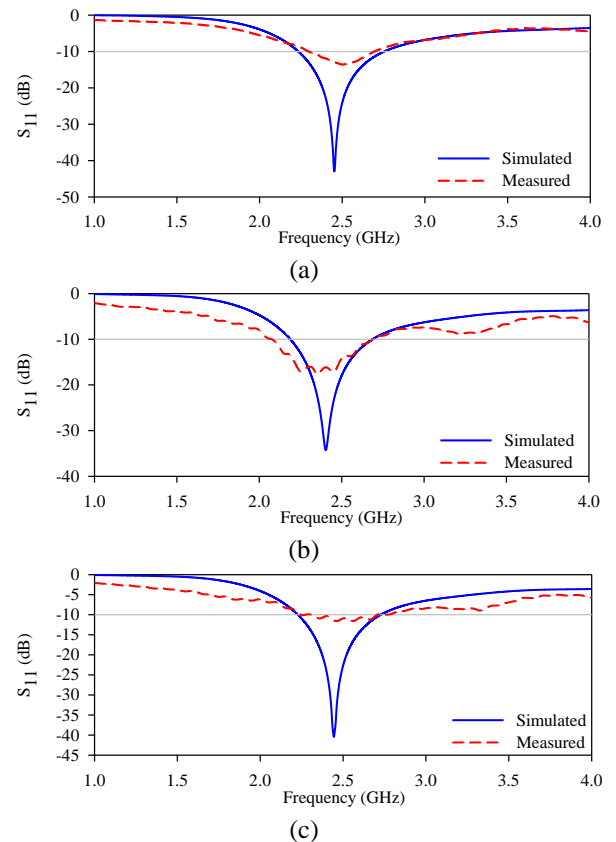 0
-10
-20
-30
-40
-50
S11 (dB)
Simulated
Measured
1.0 1.5 2.0 2.5 3.0 3.5 4.0
Frequency (GHz)
(a)
0
-10
-20
-30
-40
S11 (dB)
Simulated
Measured
1.0 1.5 2.0 2.5 3.0 3.5 4.0
Frequency (GHz)
(b)
0
-5
-10
-15
-20
-25
-30
-35
-40
-45
S11 (dB)
Simulated
Measured
1.0 1.5 2.0 2.5 3.0 3.5 4.0
Frequency (GHz)
(c)